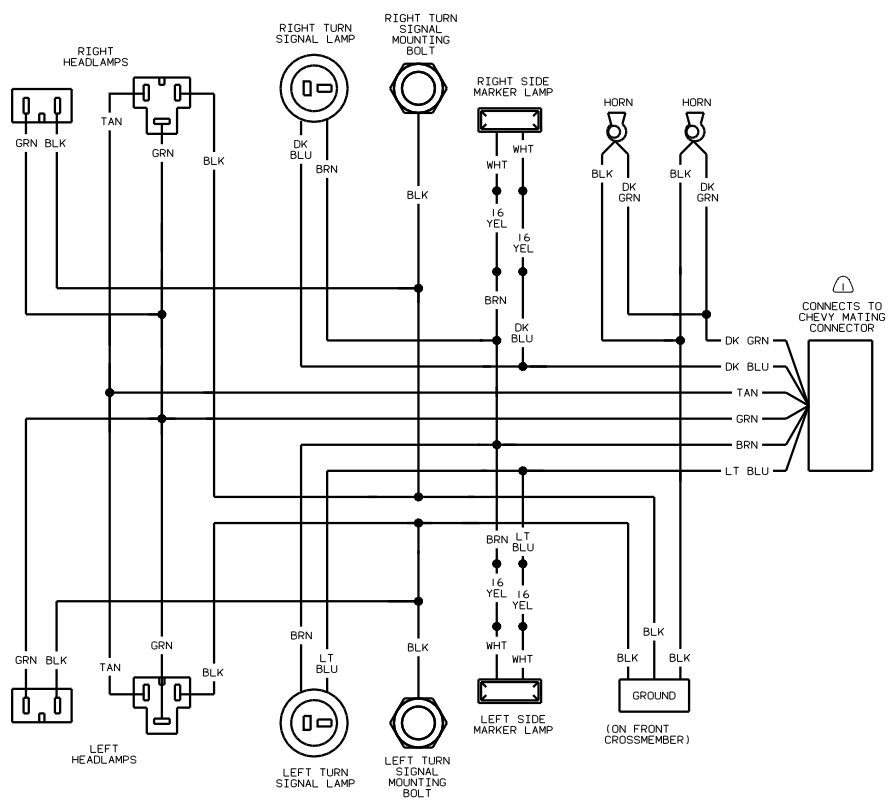 RIGHT TURN
SIGNAL
MOUNTING
BOLT
RIGHT TURN
SIGNAL LAMP
RIGHT
HEADLAMPS
RIGHT SIDE
MARKER LAMP
HORN
HORN
TAN
GRN
BLK
GRN
BLK
DK
BLU
BRN
BLK
WHT
WHT
BLK
DK
GRN
BLK
DK
GRN
16
YEL
16
YEL
BRN
DK
BLU
1
CONNECTS TO
CHEVY MATING
CONNECTOR
DK GRN
DK BLU
TAN
GRN
BRN
LT BLU
BRN
LT
BLU
16
YEL
16
YEL
BRN
LT
BLU
BLK
WHT
WHT
BLK
BLK
BLK
GRN
BLK
TAN
GRN
BLK
GROUND
(ON FRONT
CROSSMEMBER)
LEFT SIDE
MARKER LAMP
LEFT
HEADLAMPS
LEFT TURN
SIGNAL LAMP
LEFT TURN
SIGNAL
MOUNTING
BOLT